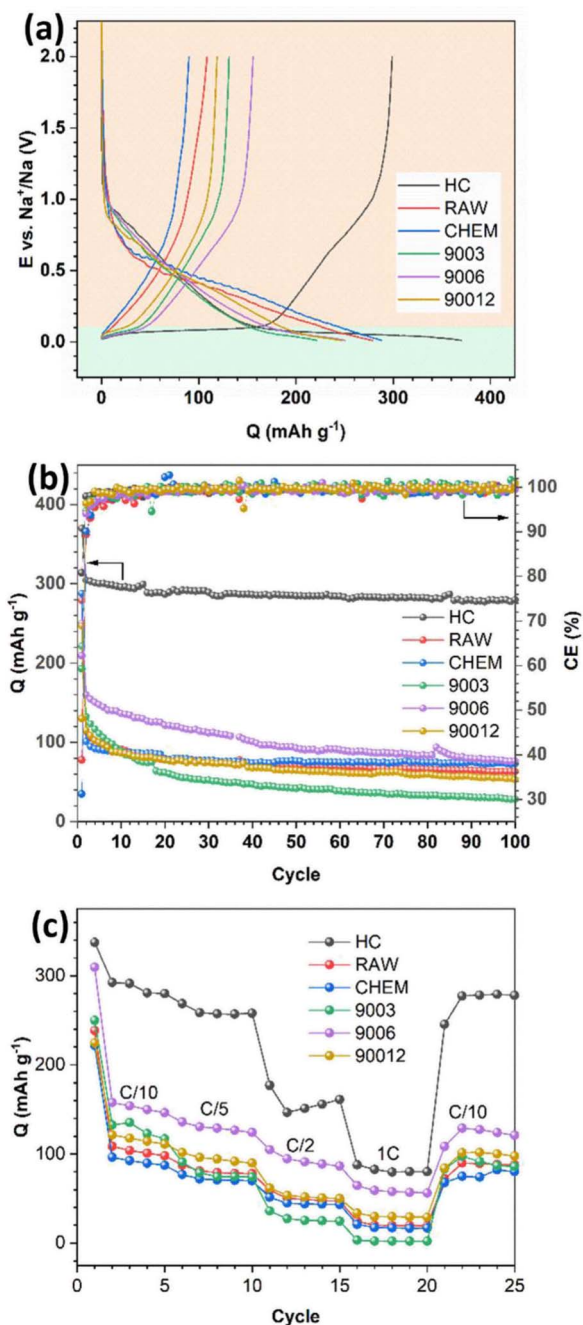 (a)
E vs. Na⁺/Na (V)
2.0
1.0
0.5
0.0
HC
RAW
CHEM
9003
9006
90012
0 100 200 300 400
Q (mAh g⁻¹)
(b)
Q (mAh g⁻¹)
400
300
200
100
0
HC
RAW
CHEM
9003
9006
90012
100
90
80
70
60
50
40
30
CE (%)
0 10 20 30 40 50 60 70 80 90 100
Cycle
(c)
Q (mAh g⁻¹)
300
200
100
0
HC
RAW
CHEM
9003
9006
90012
C/10
C/5
C/2
1C
C/10
0 5 10 15 20 25
Cycle